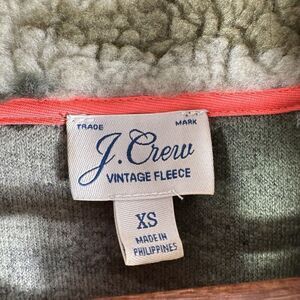 TRADE MARK
J. Crew
VINTAGE FLEECE
XS
MADE IN
PHILIPPINES